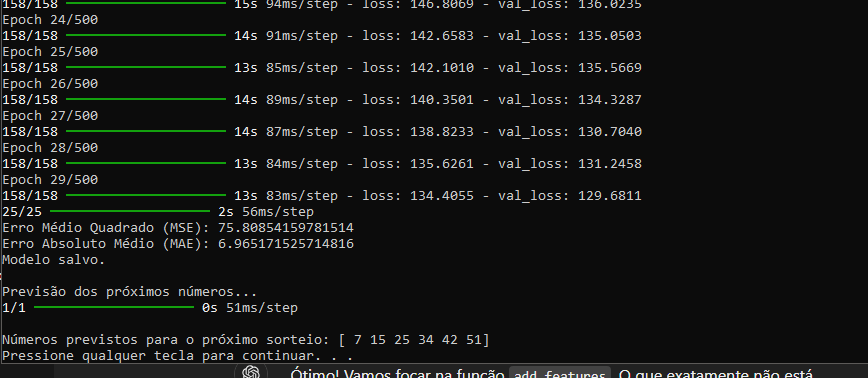 158/158 ━━━━━━━━━━━━━━━━━━━━ 15s 94ms/step - loss: 146.8069 - val_loss: 136.0235
Epoch 24/500
158/158 ━━━━━━━━━━━━━━━━━━━━ 14s 91ms/step - loss: 142.6583 - val_loss: 135.0503
Epoch 25/500
158/158 ━━━━━━━━━━━━━━━━━━━━ 13s 85ms/step - loss: 142.1010 - val_loss: 135.5669
Epoch 26/500
158/158 ━━━━━━━━━━━━━━━━━━━━ 14s 89ms/step - loss: 140.3501 - val_loss: 134.3287
Epoch 27/500
158/158 ━━━━━━━━━━━━━━━━━━━━ 14s 87ms/step - loss: 138.8233 - val_loss: 130.7040
Epoch 28/500
158/158 ━━━━━━━━━━━━━━━━━━━━ 13s 84ms/step - loss: 135.6261 - val_loss: 131.2458
Epoch 29/500
158/158 ━━━━━━━━━━━━━━━━━━━━ 13s 83ms/step - loss: 134.4055 - val_loss: 129.6811
25/25 ━━━━━━━━━━━━━━━━━━━━ 2s 56ms/step
Erro Médio Quadrado (MSE): 75.80854159781514
Erro Absoluto Médio (MAE): 6.965171525714816
Modelo salvo.
Previsão dos próximos números...
1/1 ━━━━━━━━━━━━━━━━━━━━ 0s 51ms/step
Números previstos para o próximo sorteio: [ 7 15 25 34 42 51]
Pressione qualquer tecla para continuar. . .
Ótimo! Vamos focar na função add_features. O que exatamente não está